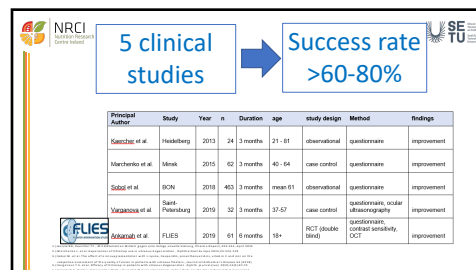 NRCI
Nutrition Research
Centre Ireland
5 clinical
studies
Success rate
>60-80%
SE
TU
Principal
Author Study Year n Duration age study design Method findings
Kaercher et al. Heidelberg 2013 24 3 months 21 - 81 observational questionnaire improvement
Marchenko et al. Minsk 2015 62 3 months 40 - 64 case control questionnaire improvement
Sobol et al. BON 2018 463 3 months mean 61 observational questionnaire improvement
Varganova et al. Saint-
Petersburg 2019 32 3 months 37-57 case control questionnaire, ocular
ultrasonography improvement
FLIES
Ankamah et al. FLIES 2019 61 6 months 18+ RCT (double
blind) questionnaire,
contrast sensitivity,
OCT improvement